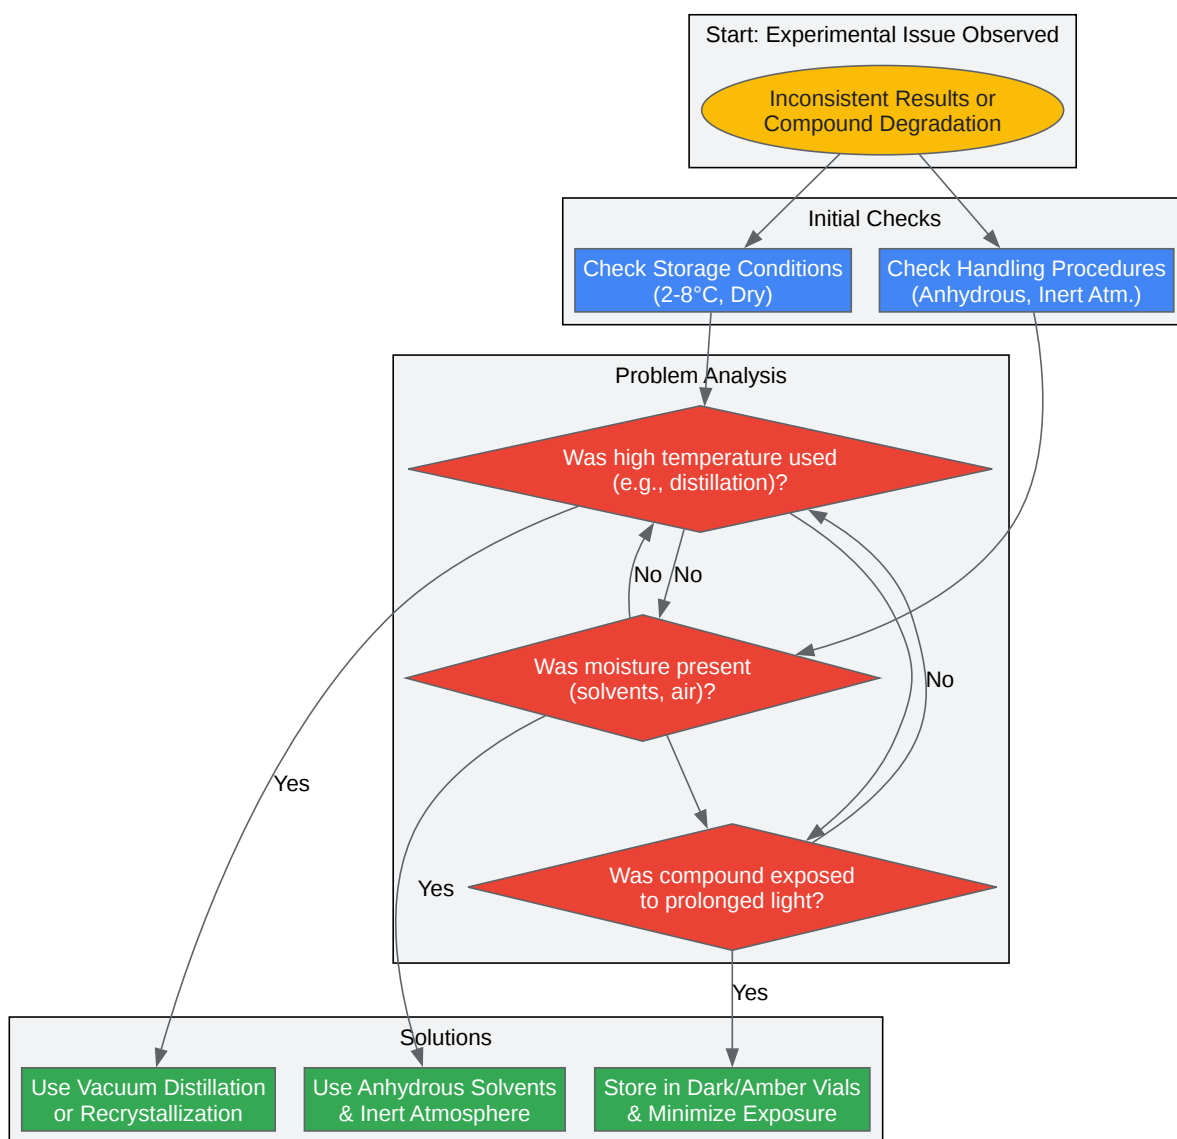 Start: Experimental Issue Observed
Inconsistent Results or
Compound Degradation
Initial Checks
Check Storage Conditions
(2-8°C, Dry)
Check Handling Procedures
(Anhydrous, Inert Atm.)
Problem Analysis
Was high temperature used
(e.g., distillation)?
No
No
Was moisture present
(solvents, air)?
No
Yes
Was compound exposed
to prolonged light?
Yes
Yes
Solutions
Use Vacuum Distillation
or Recrystallization
Use Anhydrous Solvents
& Inert Atmosphere
Store in Dark/Amber Vials
& Minimize Exposure